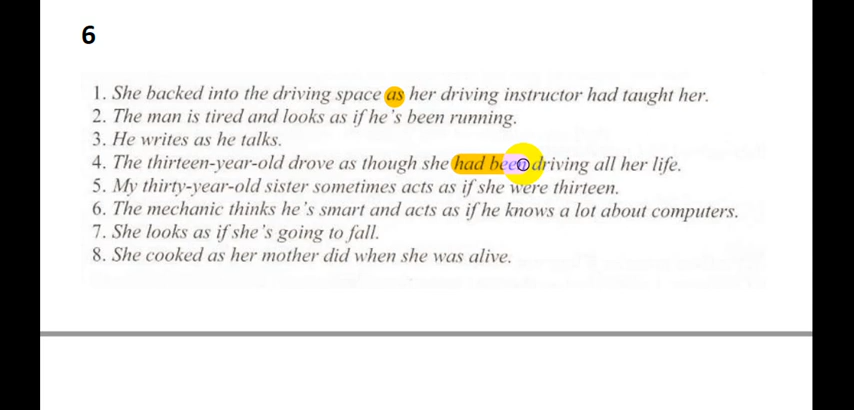 6
1. She backed into the driving space as her driving instructor had taught her.
2. The man is tired and looks as if he's been running.
3. He writes as he talks.
4. The thirteen-year-old drove as though she had been driving all her life.
5. My thirty-year-old sister sometimes acts as if she were thirteen.
6. The mechanic thinks he's smart and acts as if he knows a lot about computers.
7. She looks as if she's going to fall.
8. She cooked as her mother did when she was alive.